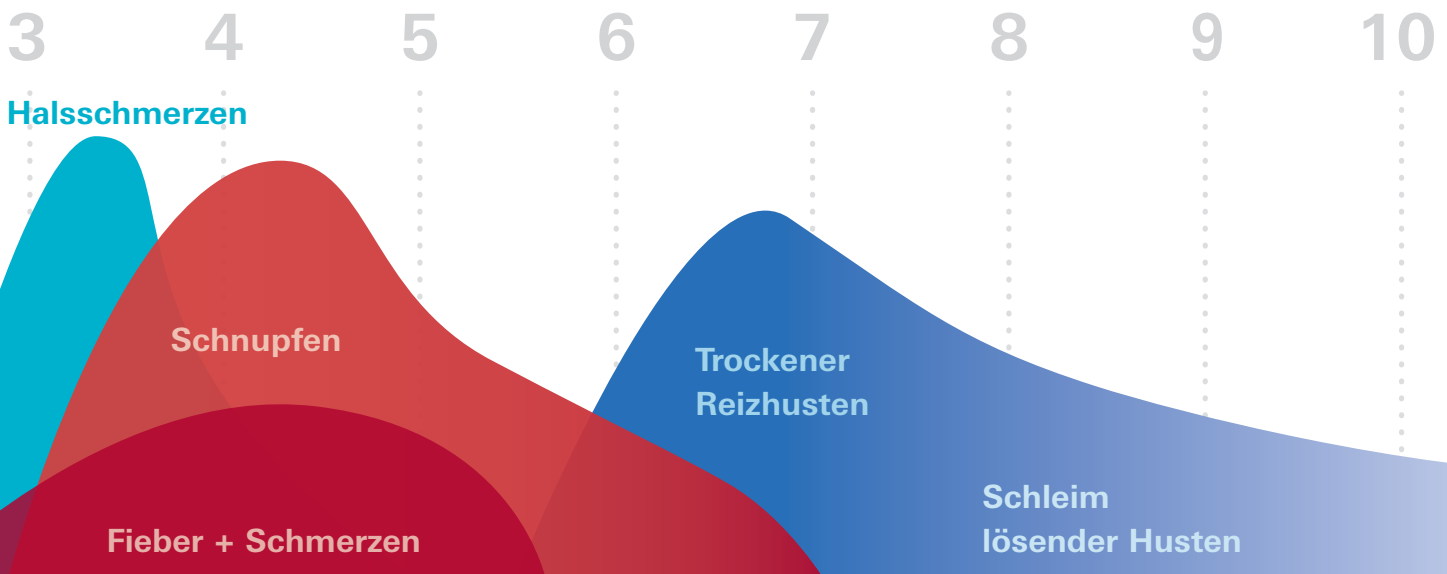 3 4 5 6 7 8 9 10
Halsschmerzen
Schnupfen
Trockener
Reizhusten
Schleim
lösender Husten
Fieber + Schmerzen